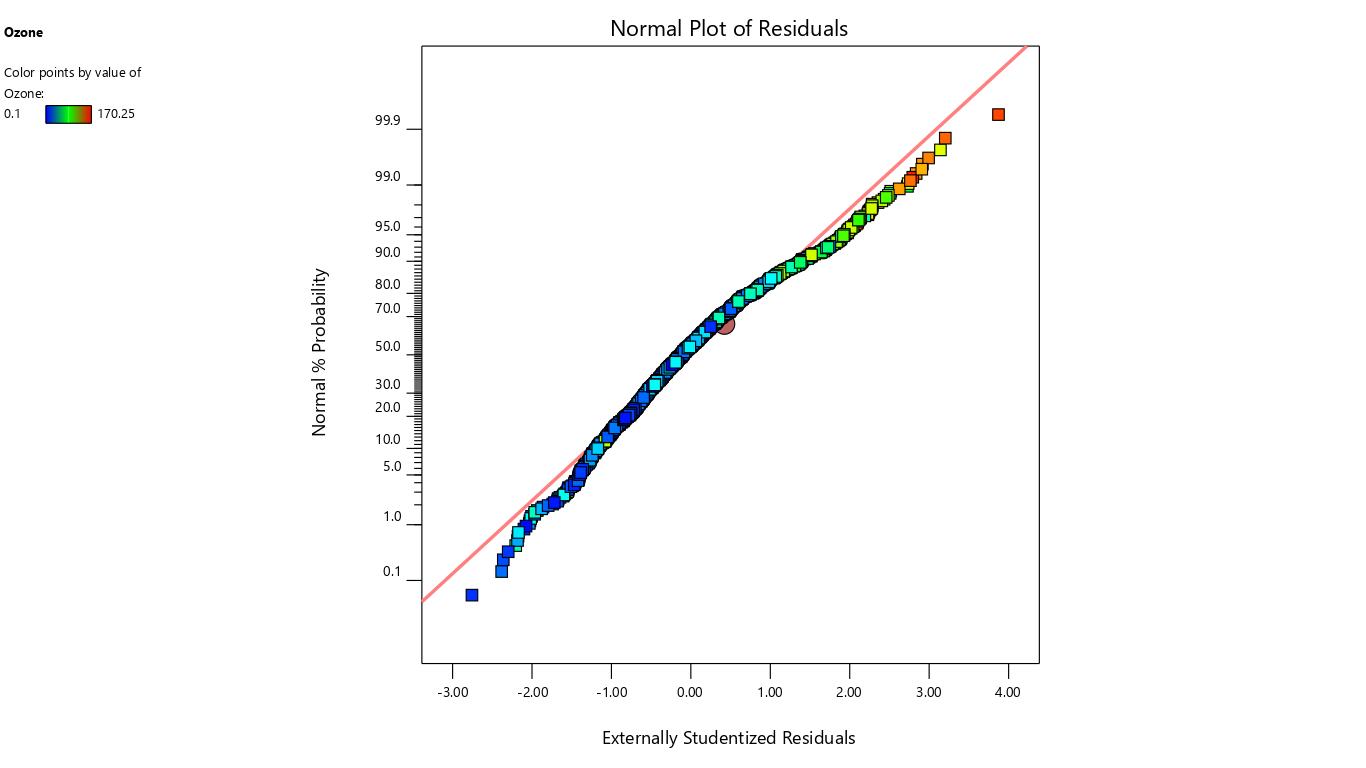 Normal Plot of Residuals
Ozone
Color points by value of
Ozone:
0.1 170.25
Normal % Probability
99.9
99.0
95.0
90.0
80.0
70.0
50.0
30.0
20.0
10.0
5.0
1.0
0.1
-3.00 -2.00 -1.00 0.00 1.00 2.00 3.00 4.00
Externally Studentized Residuals